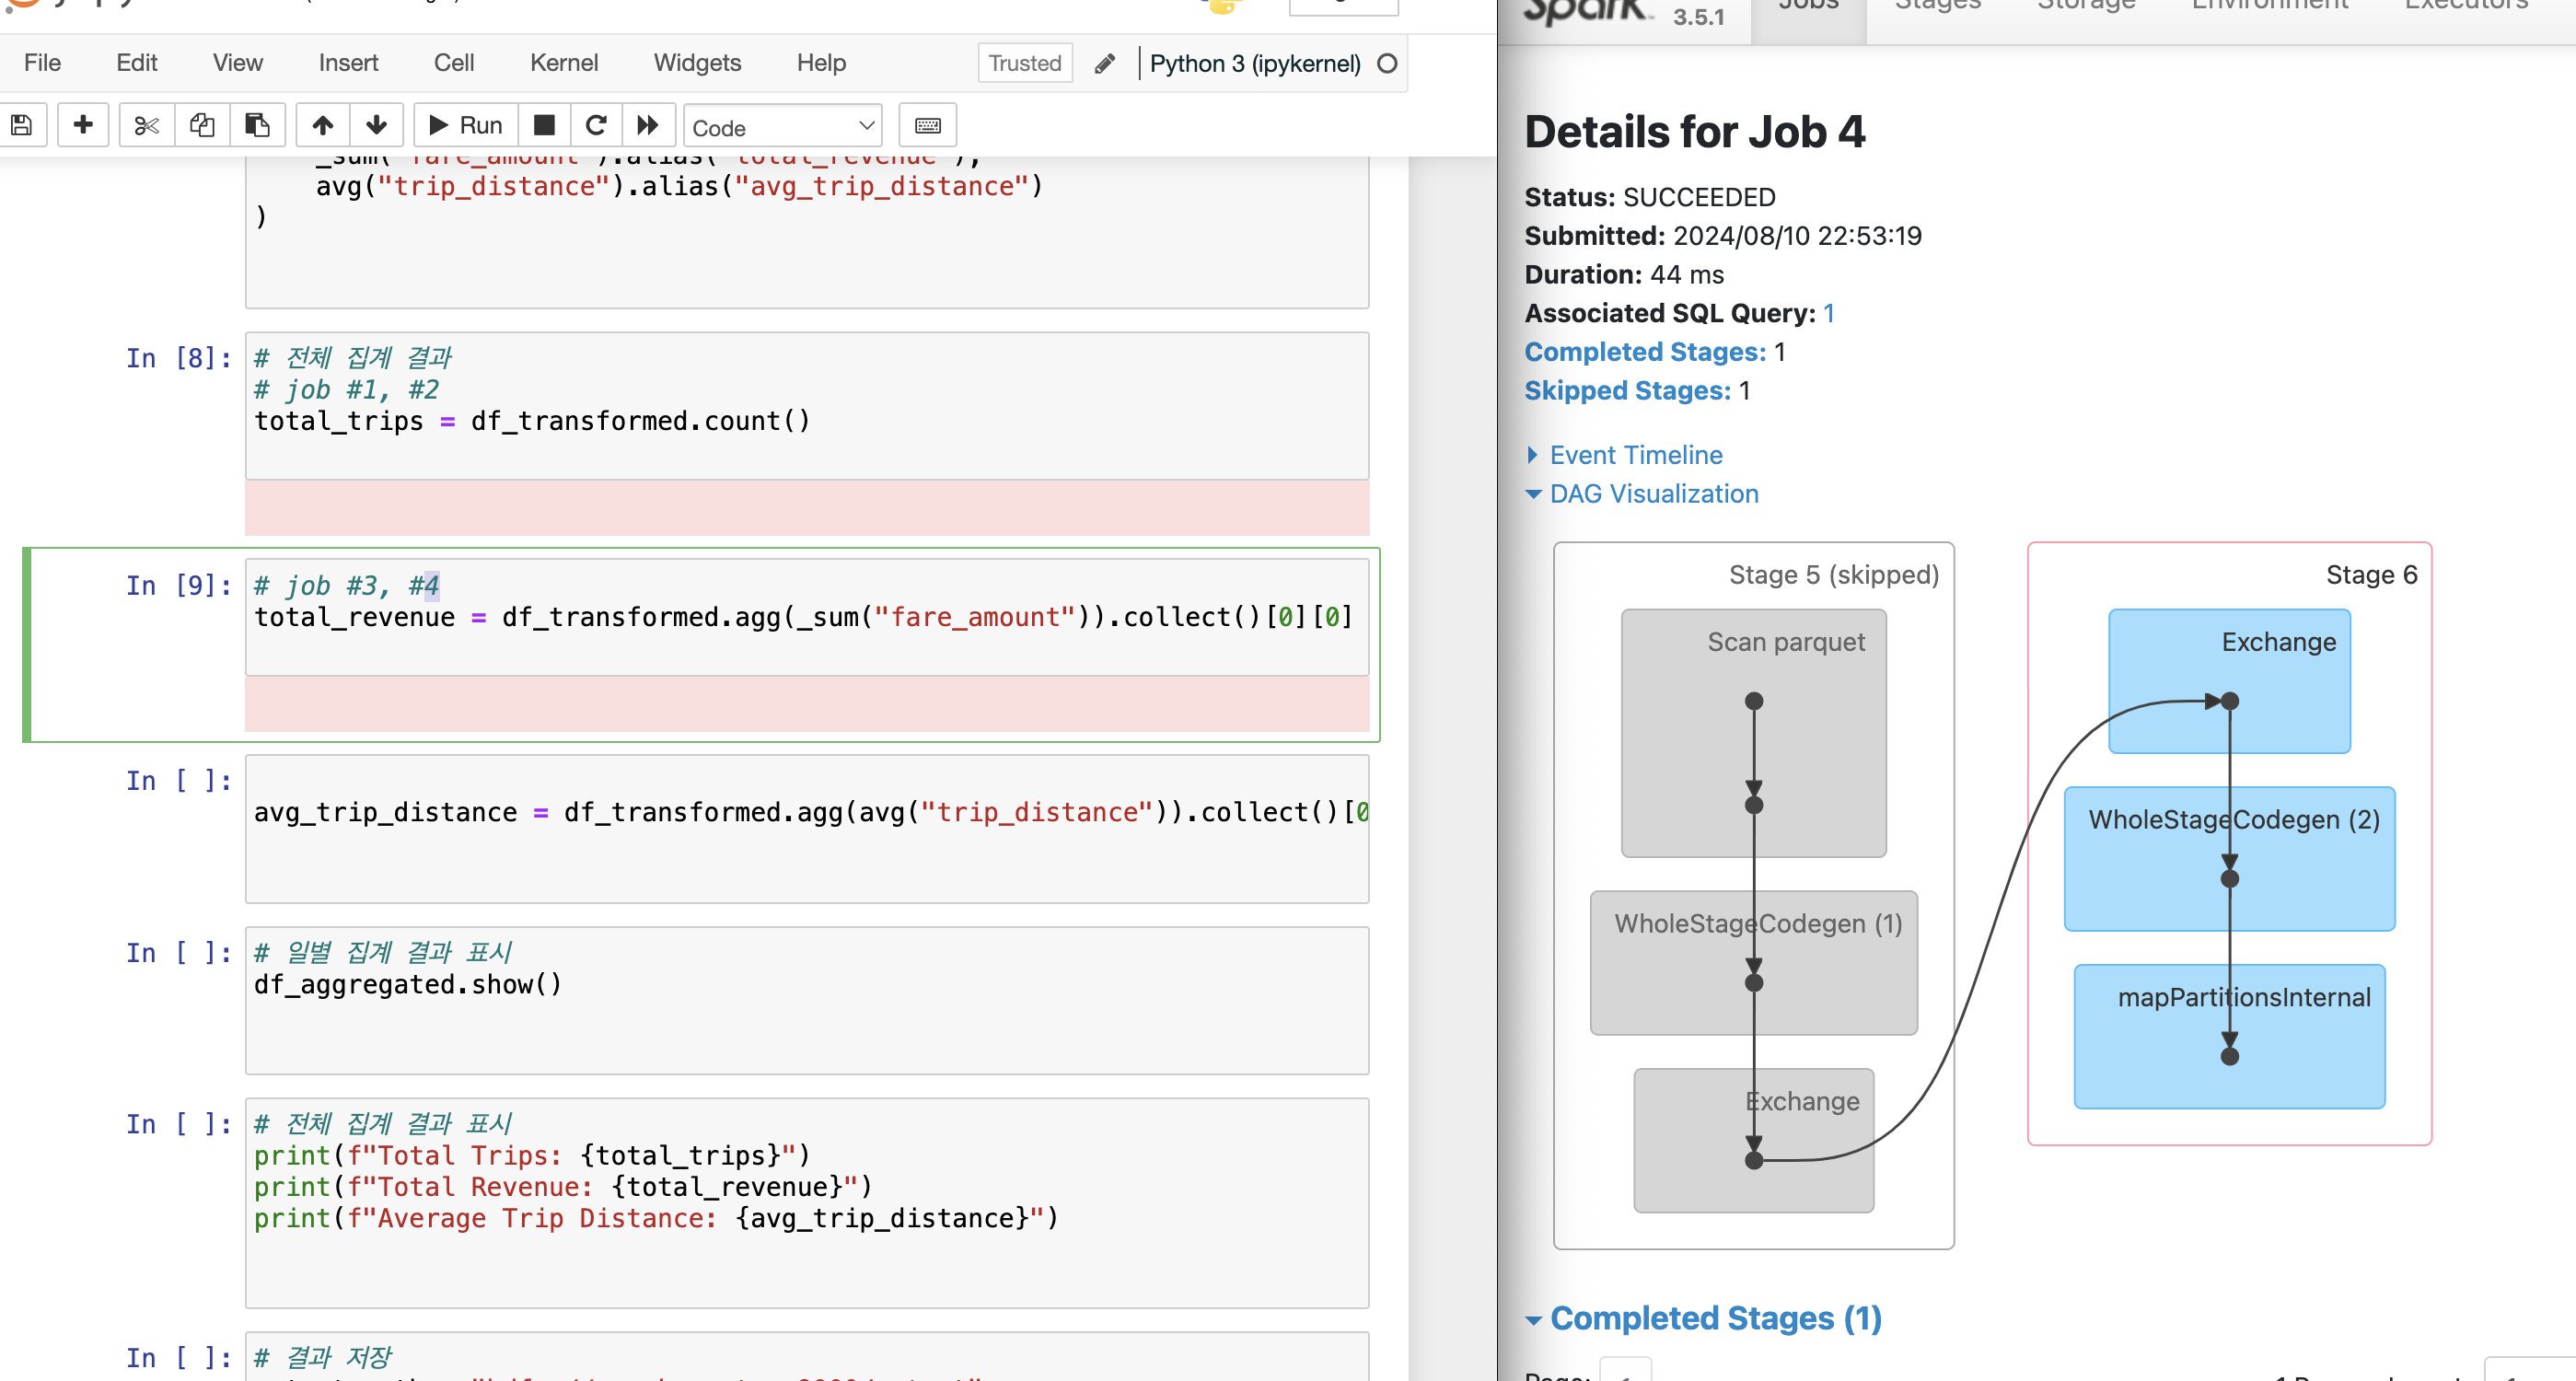 File Edit View Insert Cell Kernel Widgets Help Trusted Python 3 (ipykernel)
Run Code
_sum("fare_amount").alias("total_revenue"),
avg("trip_distance").alias("avg_trip_distance")
)
In [8]:
# 전체 집계 결과
# job #1, #2
total_trips = df_transformed.count()
In [9]:
# job #3, #4
total_revenue = df_transformed.agg(_sum("fare_amount")).collect()[0][0]
In [ ]:
avg_trip_distance = df_transformed.agg(avg("trip_distance")).collect()[0
In [ ]:
# 일별 집계 결과 표시
df_aggregated.show()
In [ ]:
# 전체 집계 결과 표시
print(f"Total Trips: {total_trips}")
print(f"Total Revenue: {total_revenue}")
print(f"Average Trip Distance: {avg_trip_distance}")
In [ ]:
# 결과 저장
Spark 3.5.1 Jobs Stages Storage Environment Executors
Details for Job 4
Status: SUCCEEDED
Submitted: 2024/08/10 22:53:19
Duration: 44 ms
Associated SQL Query: 1
Completed Stages: 1
Skipped Stages: 1
Event Timeline
DAG Visualization
Stage 5 (skipped)
Scan parquet
WholeStageCodegen (1)
Exchange
Stage 6
Exchange
WholeStageCodegen (2)
mapPartitionsInternal
Completed Stages (1)
Page: